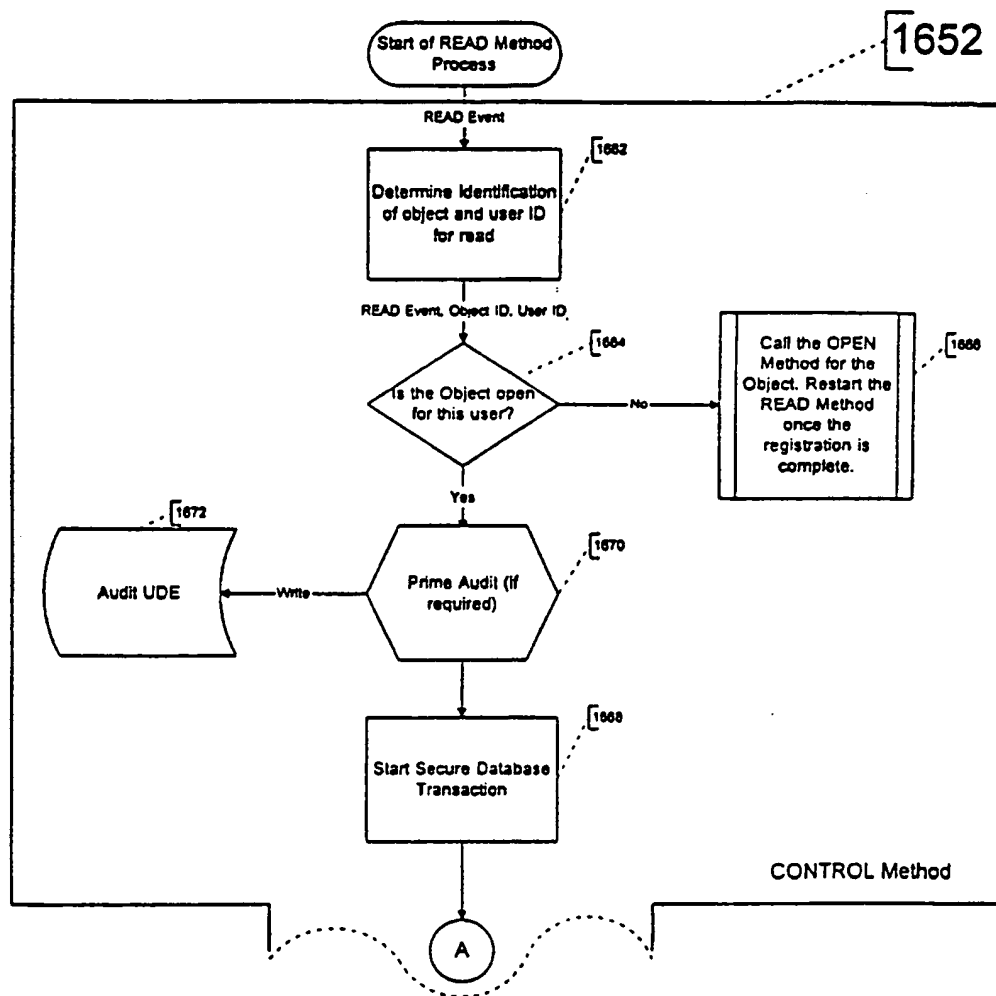 Start of READ Method
Process
1652
READ Event
1662
Determine Identification
of object and user ID
for read
READ Event, Object ID, User ID
1664
Is the Object open
for this user?
No
Call the OPEN
Method for the
Object. Restart the
READ Method
once the
registration is
complete.
1666
Yes
1672
Audit UDE
Write
Prime Audit (if
required)
1670
1668
Start Secure Database
Transaction
CONTROL Method
A